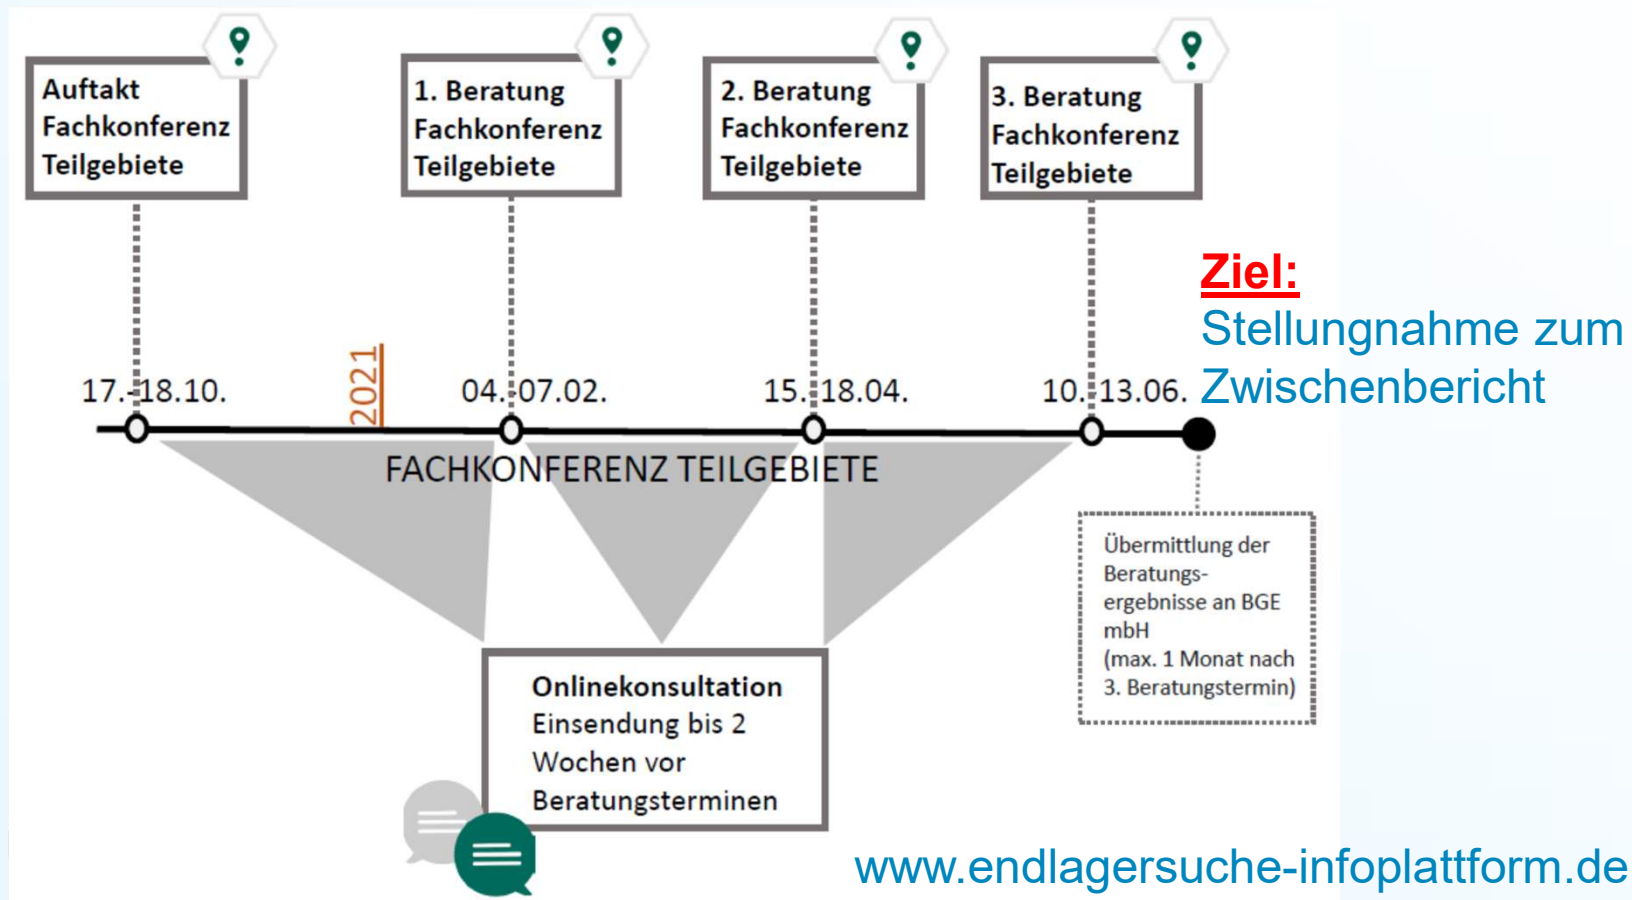 Auftakt
Fachkonferenz
Teilgebiete
1. Beratung
Fachkonferenz
Teilgebiete
2. Beratung
Fachkonferenz
Teilgebiete
3. Beratung
Fachkonferenz
Teilgebiete
Ziel:
Stellungnahme zum
Zwischenbericht
17.-18.10.
2021
04.-07.02.
15.-18.04.
10.-13.06.
FACHKONFERENZ TEILGEBIETE
Übermittlung der
Beratungs-
ergebnisse an BGE
mbH
(max. 1 Monat nach
3. Beratungstermin)
Onlinekonsultation
Einsendung bis 2
Wochen vor
Beratungsterminen
www.endlagersuche-infoplattform.de